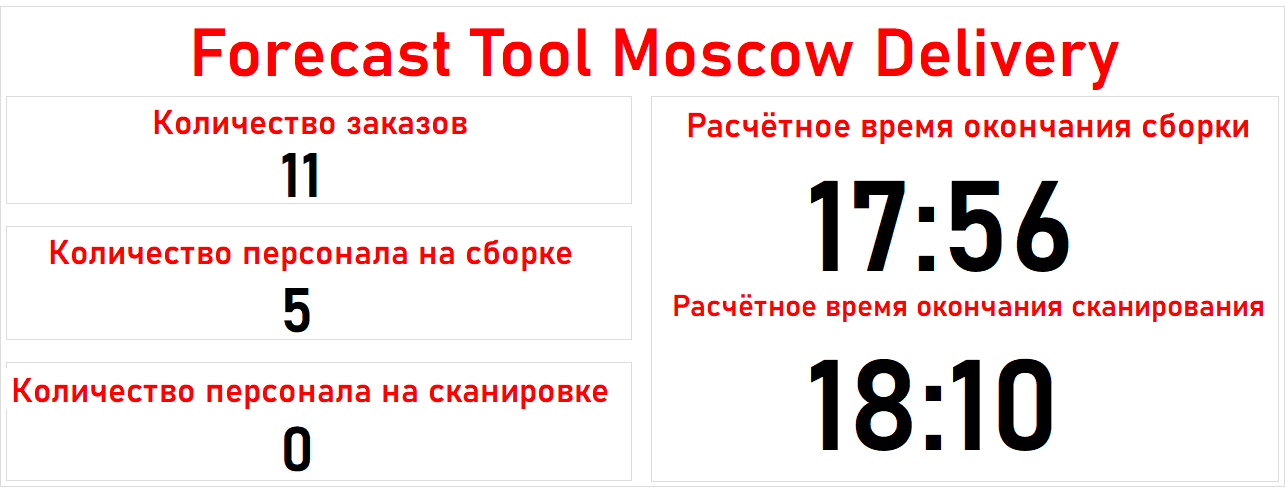 Forecast Tool Moscow Delivery
Количество заказов
11
Количество персонала на сборке
5
Количество персонала на сканировке
0
Расчётное время окончания сборки
17:56
Расчётное время окончания сканирования
18:10